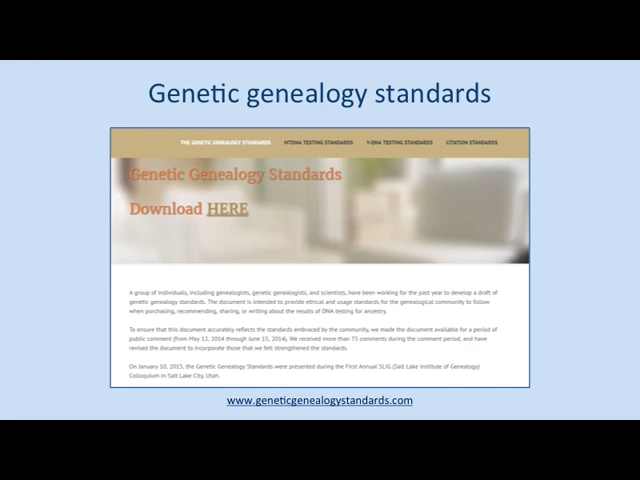 Genetic genealogy standards
THE GENETIC GENEALOGY STANDARDS MTDNA TESTING STANDARDS Y-DNA TESTING STANDARDS CITATION STANDARDS
Genetic Genealogy Standards
Download HERE
A group of individuals, including genealogists, genetic genealogists, and scientists, have been working for the past year to develop a draft of
genetic genealogy standards. The document is intended to provide ethical and usage standards for the genealogical community to follow
when purchasing, recommending, sharing, or writing about the results of DNA testing for ancestry.
To ensure that this document accurately reflects the standards embraced by the community, we made the document available for a period of
public comment (from May 12, 2014 through June 15, 2014). We received more than 75 comments during the comment period, and have
revised the document to incorporate those that we felt strengthened the standards.
On January 10, 2015, the Genetic Genealogy Standards were presented during the First Annual SLIG (Salt Lake Institute of Genealogy)
Colloquium in Salt Lake City, Utah.
www.geneticgenealogystandards.com